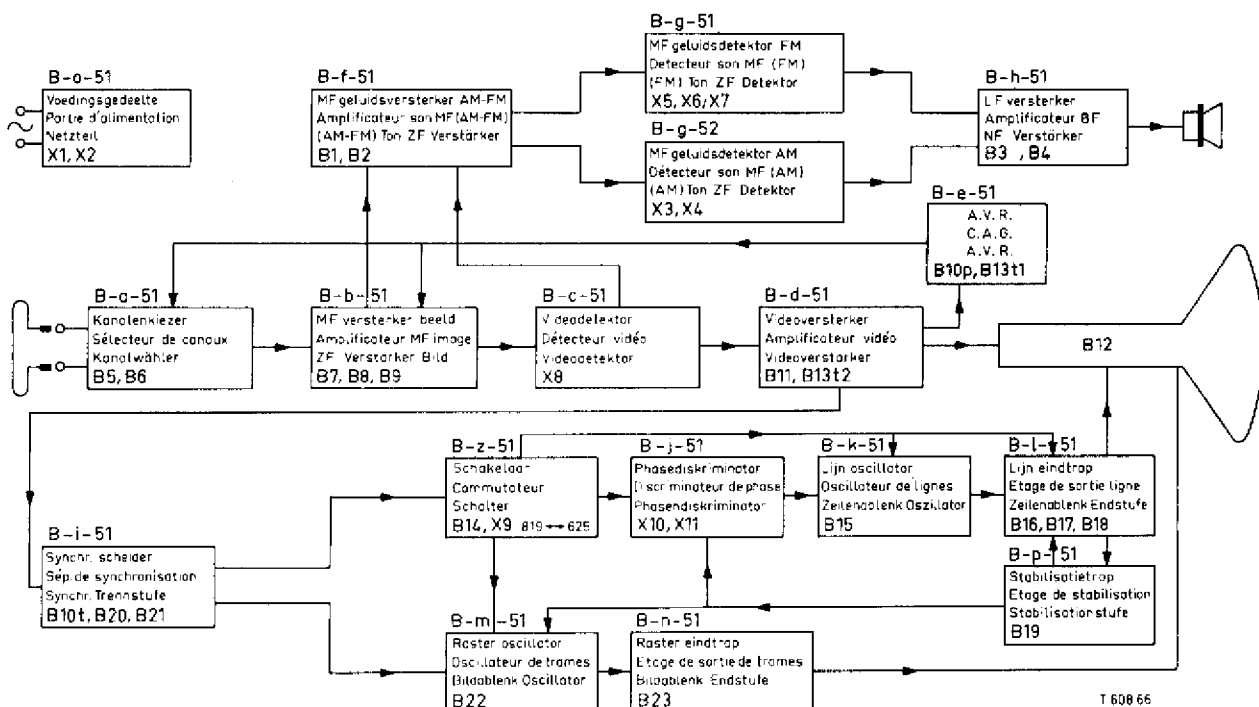 B-g-51
MF geluidsdetektor FM
Detecteur son MF (FM)
(FM) Ton ZF Detektor
X5, X6/X7
B-o-51
Voedingsgedeelte
Partie d'alimentation
Netzteil
X1, X2
B-f-51
MF geluidsversterker AM-FM
Amplificateur son MF (AM-FM)
(AM-FM) Ton ZF Verstärker
B1, B2
B-g-52
MF geluidsdetektor AM
Détecteur son MF (AM)
(AM) Ton ZF Detektor
X3, X4
B-h-51
LF versterker
Amplificateur BF
NF Verstärker
B3, B4
B-e-51
A.V.R.
C.A.G.
A.V.R.
B10p, B13t1
B-a-51
Kanalenkiezer
Sélecteur de canaux
Kanalwähler
B5, B6
B-b-51
MF versterker beeld
Amplificateur MF image
ZF Verstarker Bild
B7, B8, B9
B-c-51
Videodetektor
Détecteur vidéo
Videodetektor
X8
B-d-51
Videoversterker
Amplificateur vidéo
Videoverstärker
B11, B13t2
B12
B-z-51
Schakelaar
Commutateur
Schalter
B14, X9 819 ↔ 625
B-j-51
Phasediskriminator
Discriminateur de phase
Phasendiskriminator
X10, X11
B-k-51
Lijn oscillator
Oscillateur de lignes
Zeilenablenk Oszillator
B15
B-l-51
Lijn eindtrap
Etage de sortie ligne
Zeilenablenk Endstufe
B16, B17, B18
B-i-51
Synchr. scheider
Sép. de synchronisation
Synchr. Trennstufe
B10t, B20, B21
B-p-51
Stabilisatietrap
Etage de stabilisation
Stabilisationstufe
B19
B-m-51
Raster oscillator
Oscillateur de trames
Bildablenk Oscillator
B22
B-n-51
Raster eindtrap
Etage de sortie de trames
Bildablenk Endstufe
B23
T 608 66